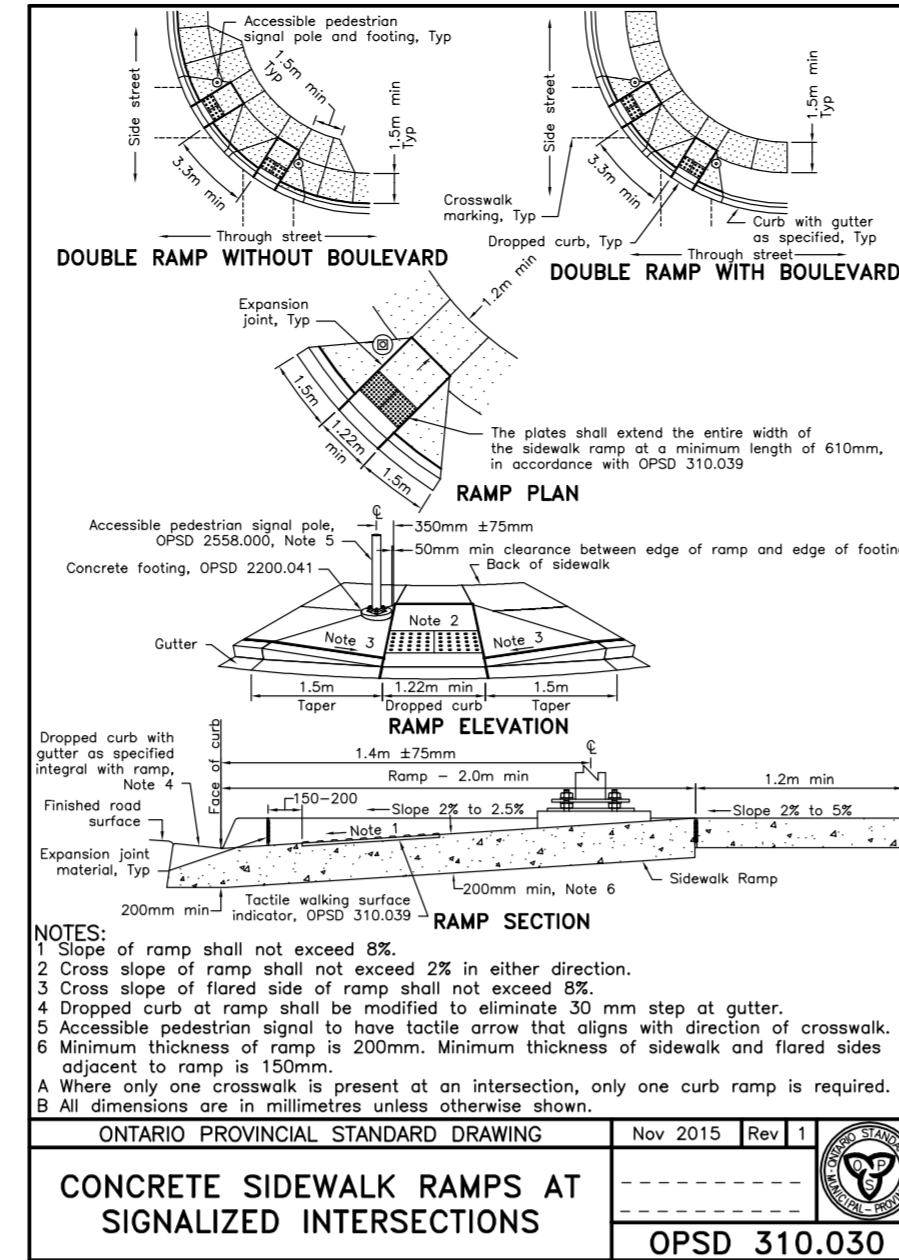 Accessible pedestrian
signal pole and footing, Typ
1.5m min
Typ
Side street
1.5m min
Typ
3.3m min
Through street
DOUBLE RAMP WITHOUT BOULEVARD
Side street
1.5m min
Typ
3.3m min
Crosswalk
marking, Typ
Dropped curb, Typ
Curb with gutter
as specified, Typ
Through street
DOUBLE RAMP WITH BOULEVARD
Expansion
joint, Typ
1.2m min
1.5m
1.22m
min
1.5m
The plates shall extend the entire width of
the sidewalk ramp at a minimum length of 610mm,
in accordance with OPSD 310.039
RAMP PLAN
Accessible pedestrian signal pole,
OPSD 2558.000, Note 5
Concrete footing, OPSD 2200.041
℄
350mm ±75mm
50mm min clearance between edge of ramp and edge of footin
Back of sidewalk
Gutter
Note 3
Note 2
Note 3
1.5m
Taper
1.22m min
Dropped curb
1.5m
Taper
RAMP ELEVATION
Dropped curb with
gutter as specified
integral with ramp,
Note 4
Finished road
surface
Expansion joint
material, Typ
Face of curb
1.4m ±75mm
℄
Ramp – 2.0m min
1.2m min
150-200
Slope 2% to 2.5%
Slope 2% to 5%
Note 1
200mm min
Tactile walking surface
indicator, OPSD 310.039
200mm min, Note 6
Sidewalk Ramp
RAMP SECTION
NOTES:
1 Slope of ramp shall not exceed 8%.
2 Cross slope of ramp shall not exceed 2% in either direction.
3 Cross slope of flared side of ramp shall not exceed 8%.
4 Dropped curb at ramp shall be modified to eliminate 30 mm step at gutter.
5 Accessible pedestrian signal to have tactile arrow that aligns with direction of crosswalk.
6 Minimum thickness of ramp is 200mm. Minimum thickness of sidewalk and flared sides
adjacent to ramp is 150mm.
A Where only one crosswalk is present at an intersection, only one curb ramp is required.
B All dimensions are in millimetres unless otherwise shown.
ONTARIO PROVINCIAL STANDARD DRAWING
Nov 2015 Rev 1
CONCRETE SIDEWALK RAMPS AT
SIGNALIZED INTERSECTIONS
OPS
OPSD 310.030